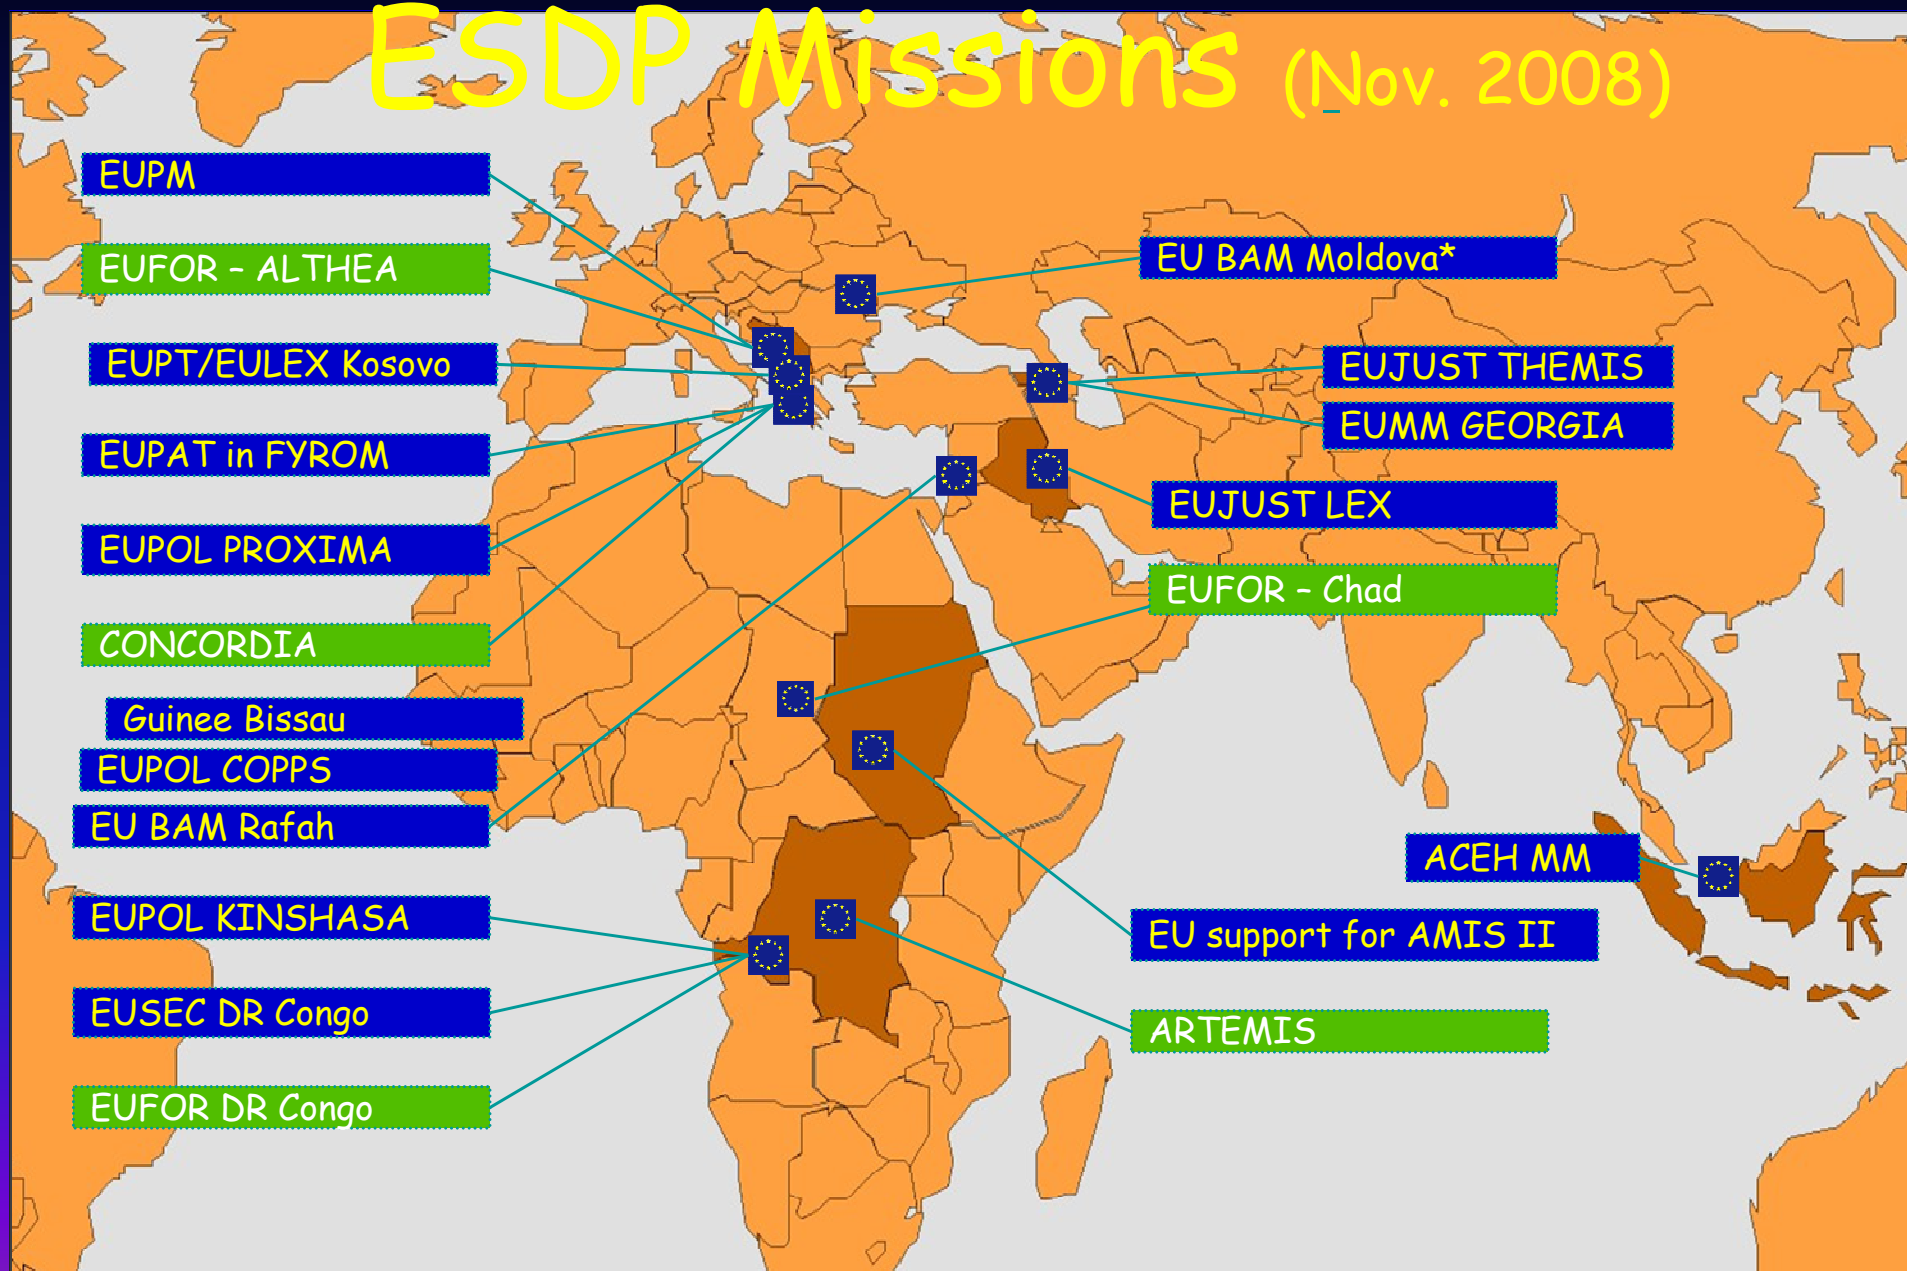 ESDP Missions (Nov. 2008)
EUPM
EUFOR – ALTHEA
EUPT/EULEX Kosovo
EUPAT in FYROM
EUPOL PROXIMA
CONCORDIA
Guinee Bissau
EUPOL COPPS
EU BAM Rafah
EUPOL KINSHASA
EUSEC DR Congo
EUFOR DR Congo
EU BAM Moldova*
EUJUST THEMIS
EUMM GEORGIA
EUJUST LEX
EUFOR – Chad
ACEH MM
EU support for AMIS II
ARTEMIS